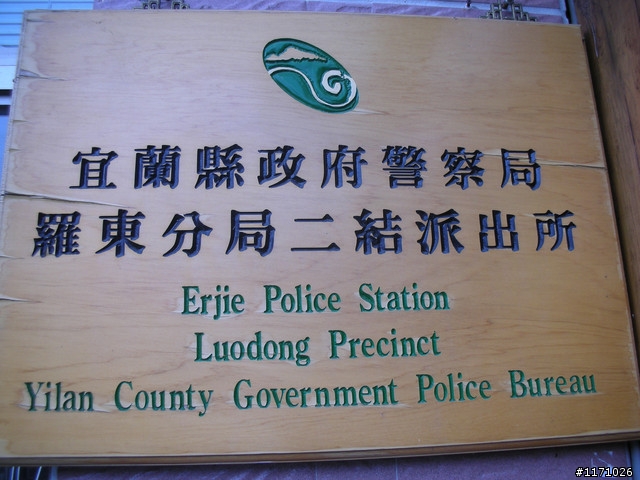 宜蘭縣政府警察局
羅東分局二結派出所
Erjie Police Station
Luodong Precinct
Yilan County Government Police Bureau
#1171026